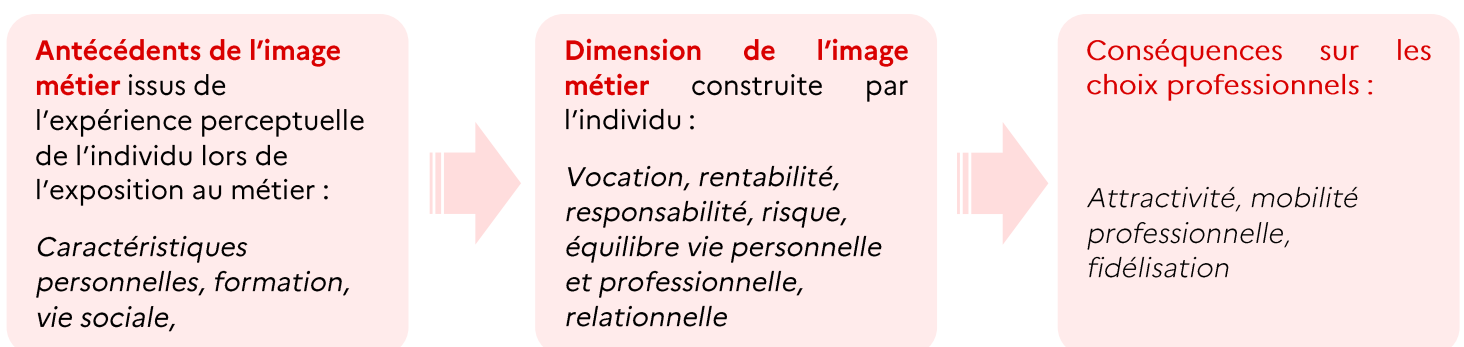 Antécédents de l'image
métier issus de
l'expérience perceptuelle
de l'individu lors de
l'exposition au métier :
Caractéristiques
personnelles, formation,
vie sociale,
Dimension de l'image
métier construite par
l'individu :
Vocation, rentabilité,
responsabilité, risque,
équilibre vie personnelle
et professionnelle,
relationnelle
Conséquences sur les
choix professionnels :
Attractivité, mobilité
professionnelle,
fidélisation